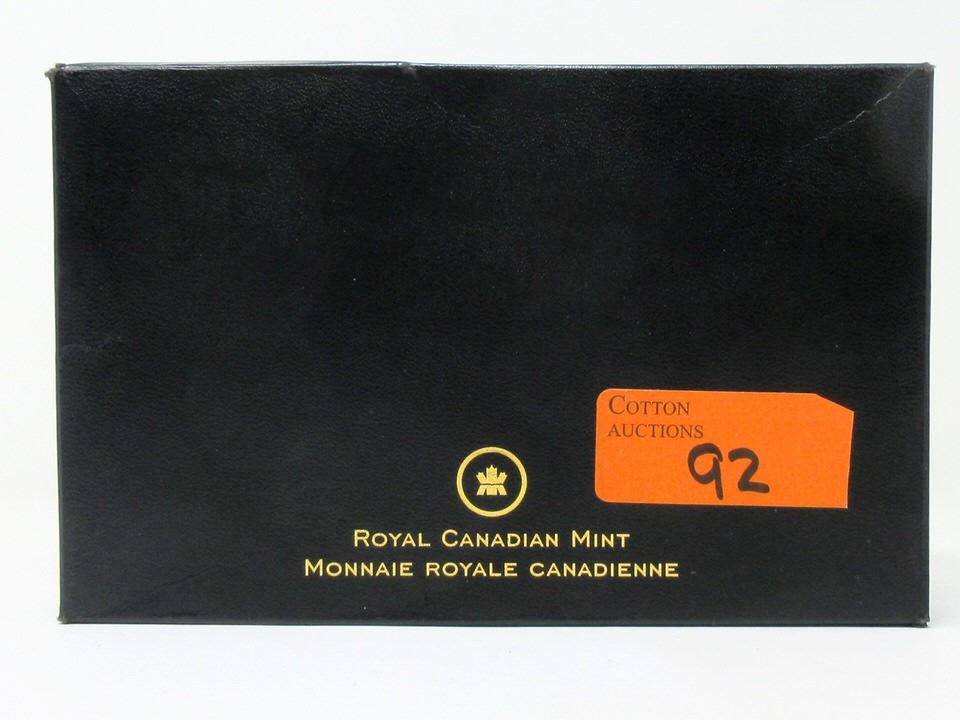 COTTON
AUCTIONS
92
ROYAL CANADIAN MINT
MONNAIE ROYALE CANADIENNE